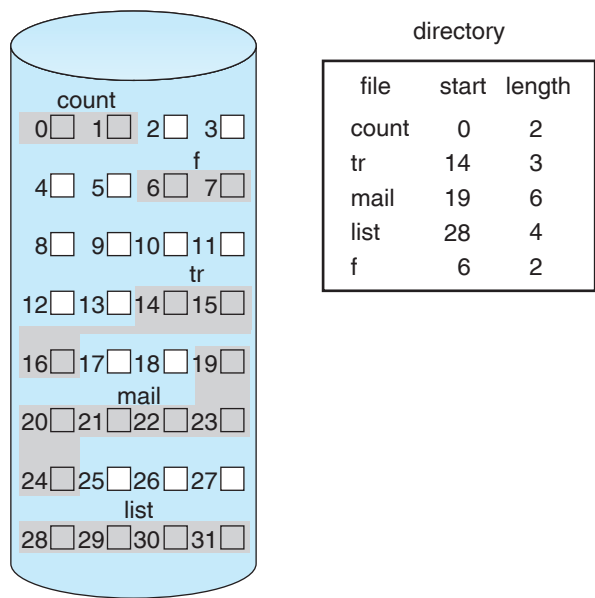 count
0 1 2 3
f
4 5 6 7
8 9 10 11
tr
12 13 14 15
16 17 18 19
mail
20 21 22 23
24 25 26 27
list
28 29 30 31
directory
file start length
count 0 2
tr 14 3
mail 19 6
list 28 4
f 6 2